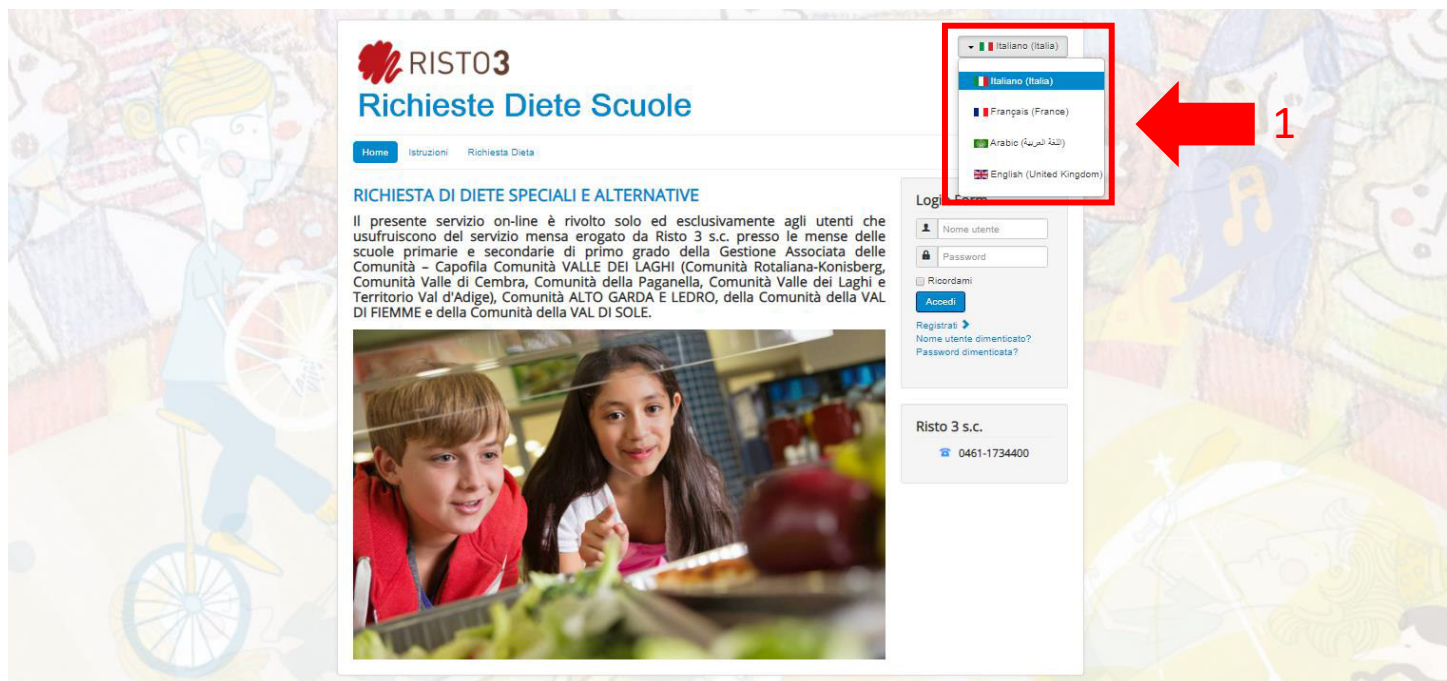 RISTO3
Richieste Diete Scuole
Italiano (Italia)
Italiano (Italia)
Français (France)
Arabic (اللغة العربية)
English (United Kingdom)
1
Home Istruzioni Richiesta Dieta
RICHIESTA DI DIETE SPECIALI E ALTERNATIVE
Il presente servizio on-line è rivolto solo ed esclusivamente agli utenti che
usufruiscono del servizio mensa erogato da Risto 3 s.c. presso le mense delle
scuole primarie e secondarie di primo grado della Gestione Associata delle
Comunità – Capofila Comunità VALLE DEI LAGHI (Comunità Rotaliana-Konisberg,
Comunità Valle di Cembra, Comunità della Paganella, Comunità Valle dei Laghi e
Territorio Val d'Adige), Comunità ALTO GARDA E LEDRO, della Comunità della VAL
DI FIEMME e della Comunità della VAL DI SOLE.
Login Form
Nome utente
Password
Ricordami
Accedi
Registrati
Nome utente dimenticato?
Password dimenticata?
Risto 3 s.c.
0461-1734400